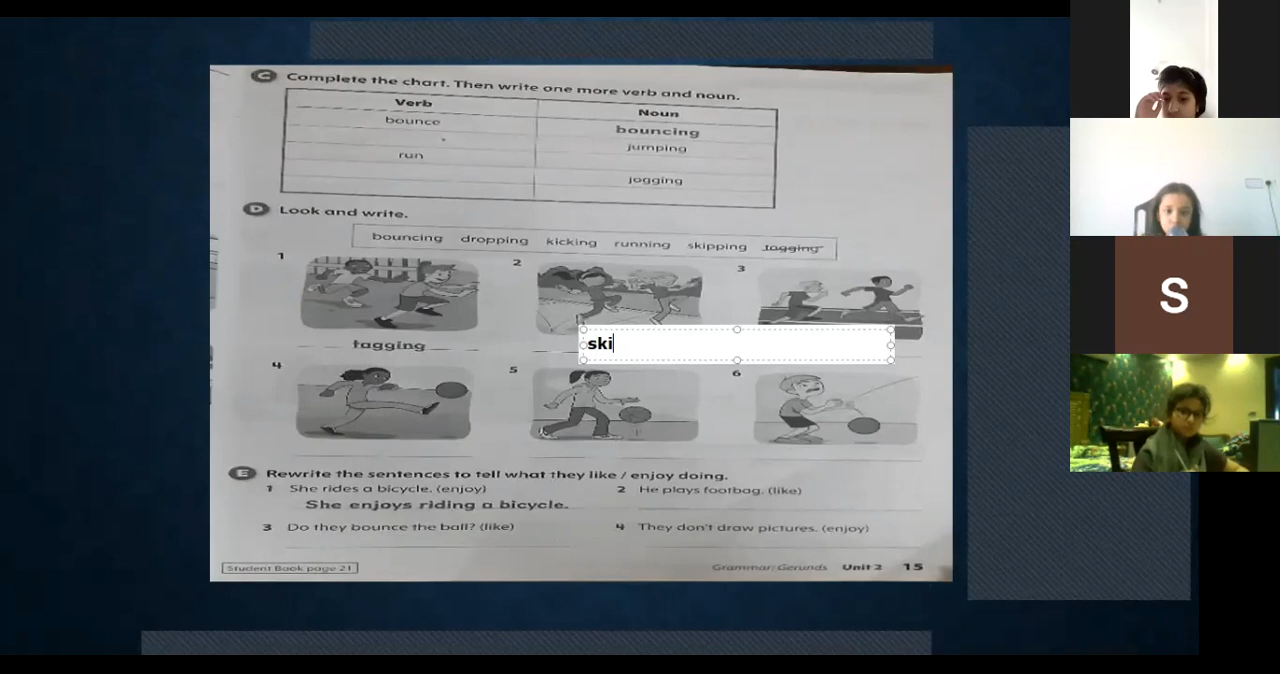 C Complete the chart. Then write one more verb and noun.
Verb Noun
bounce bouncing
jumping
run
jogging
D Look and write.
bouncing dropping kicking running skipping tagging
1 2 3
tagging
ski
4 5 6
E Rewrite the sentences to tell what they like / enjoy doing.
1 She rides a bicycle. (enjoy) 2 He plays footbag. (like)
She enjoys riding a bicycle.
3 Do they bounce the ball? (like) 4 They don't draw pictures. (enjoy)
Student Book page 21 Grammar: Gerunds Unit 2 15
S